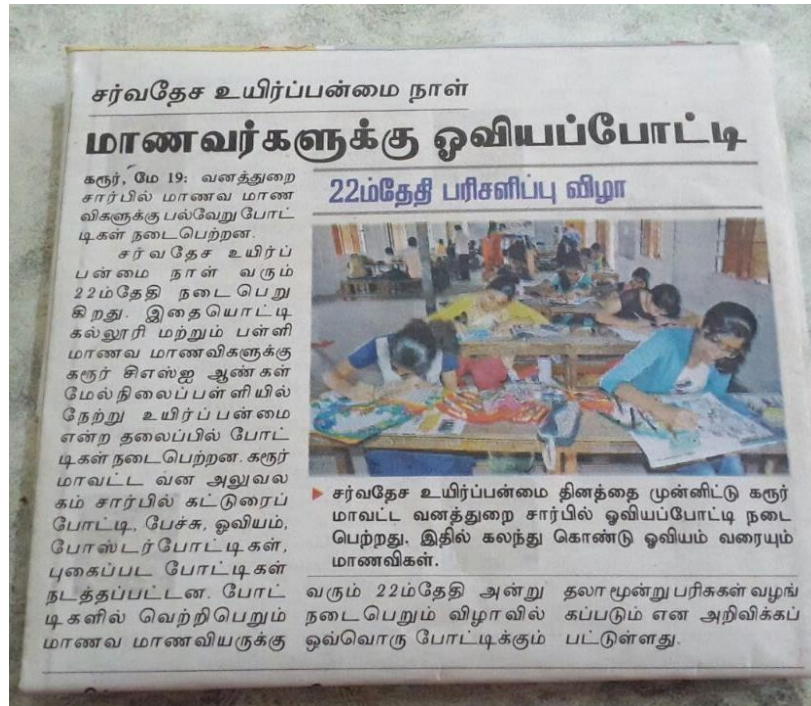 சர்வதேச உயிர்ப்பன்மை நாள்
மாணவர்களுக்கு ஓவியப்போட்டி
22ம்தேதி பரிசளிப்பு விழா
கரூர், மே 19: வனத்துறை
சார்பில் மாணவ மாண
விகளுக்கு பல்வேறு போட்
டிகள் நடைபெற்றன.
சர்வதேச உயிர்ப்
பன்மை நாள் வரும்
22ம்தேதி நடைபெறு
கிறது. இதையொட்டி
கல்லூரி மற்றும் பள்ளி
மாணவ மாணவிகளுக்கு
கரூர் சிஎஸ்ஐ ஆண்கள்
மேல்நிலைப்பள்ளியில்
நேற்று உயிர்ப்பன்மை
என்ற தலைப்பில் போட்
டிகள் நடைபெற்றன. கரூர்
மாவட்ட வன அலுவல
கம் சார்பில் கட்டுரைப்
போட்டி, பேச்சு, ஓவியம்,
போஸ்டர்போட்டிகள்,
புகைப்பட போட்டிகள்
நடத்தப்பட்டன. போட்
டிகளில் வெற்றிபெறும்
மாணவ மாணவியருக்கு
சர்வதேச உயிர்ப்பன்மை தினத்தை முன்னிட்டு கரூர்
மாவட்ட வனத்துறை சார்பில் ஓவியப்போட்டி நடை
பெற்றது. இதில் கலந்து கொண்டு ஓவியம் வரையும்
மாணவிகள்.
வரும் 22ம்தேதி அன்று
நடைபெறும் விழாவில்
ஒவ்வொரு போட்டிக்கும்
தலா மூன்று பரிசுகள் வழங்
கப்படும் என அறிவிக்கப்
பட்டுள்ளது.